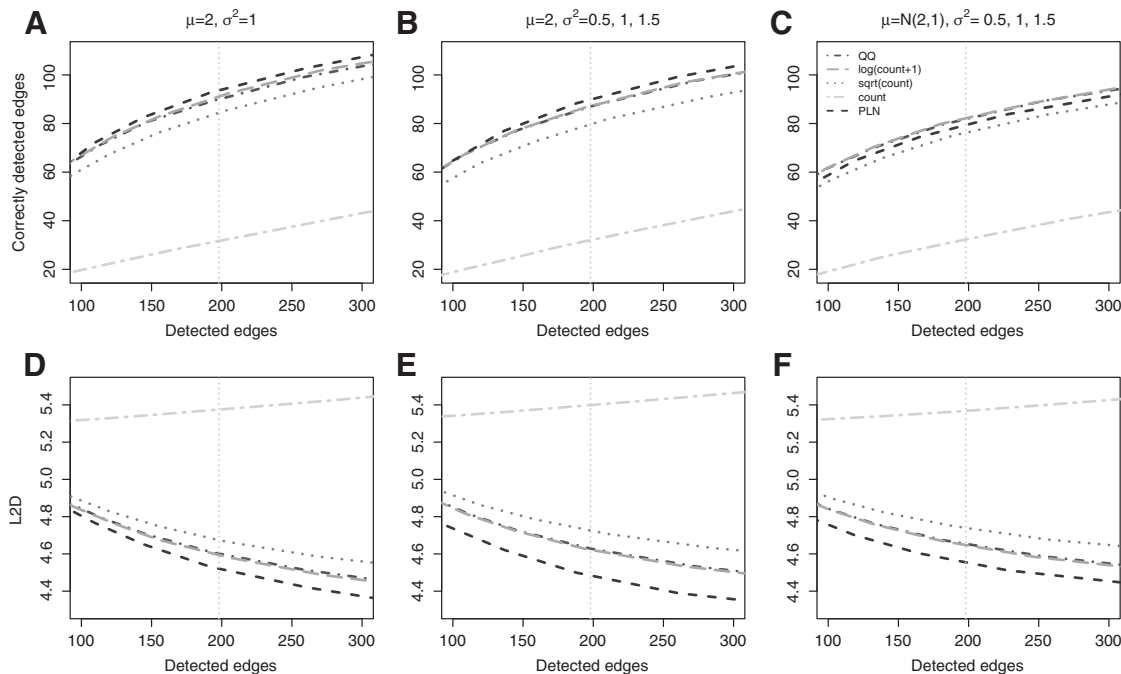 A
μ=2, σ²=1
B
μ=2, σ²=0.5, 1, 1.5
C
μ=N(2,1), σ²= 0.5, 1, 1.5
Correctly detected edges
100
80
60
40
20
100 150 200 250 300
Detected edges
100
80
60
40
20
100 150 200 250 300
Detected edges
QQ
log(count+1)
sqrt(count)
count
PLN
100
80
60
40
20
100 150 200 250 300
Detected edges
D
E
F
L2D
5.4
5.2
5.0
4.8
4.6
4.4
100 150 200 250 300
Detected edges
5.4
5.2
5.0
4.8
4.6
4.4
100 150 200 250 300
Detected edges
5.4
5.2
5.0
4.8
4.6
4.4
100 150 200 250 300
Detected edges